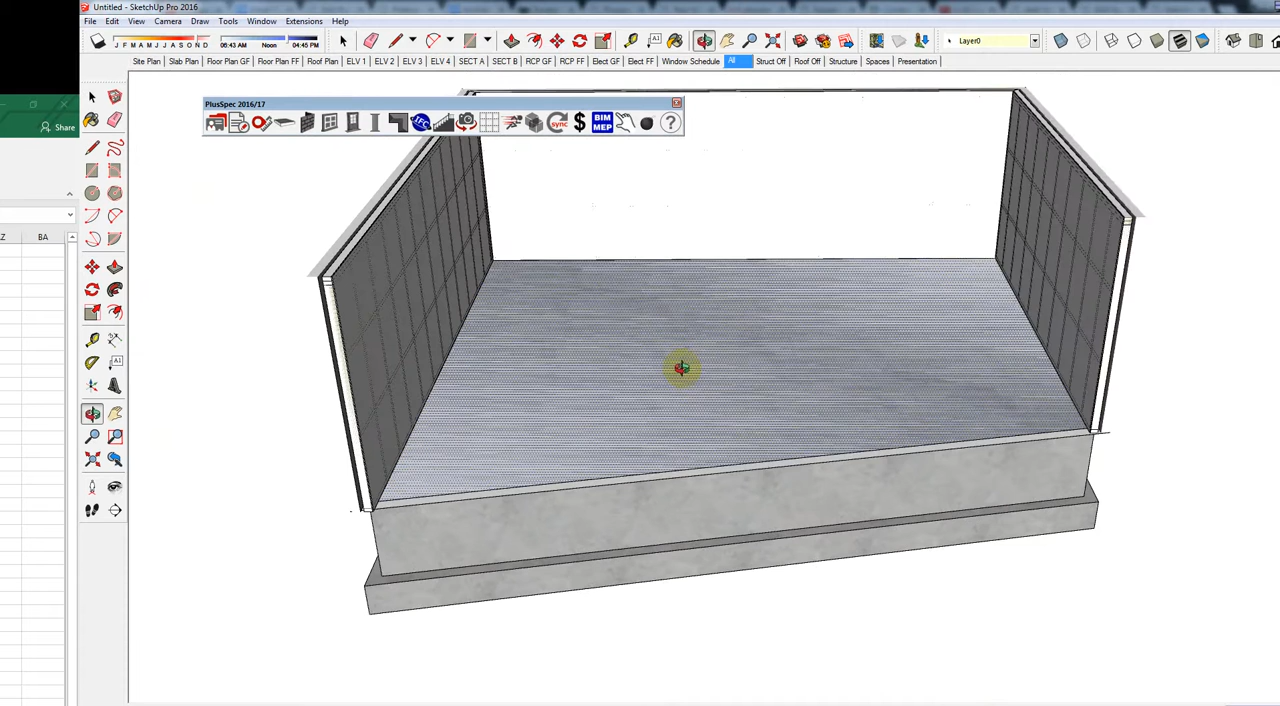 Untitled - SketchUp Pro 2016
File Edit View Camera Draw Tools Window Extensions Help
J F M A M J J A S O N D
06:43 AM Noon 04:45 PM
Layer0
Site Plan Slab Plan Floor Plan GF Floor Plan FF Roof Plan ELV 1 ELV 2 ELV 3 ELV 4 SECT A SECT B RCP GF RCP FF Elect GF Elect FF Window Schedule All Struct Off Roof Off Structure Spaces Presentation
PlusSpec 2016/17
IFC sync $ BIM MEP ?
Share
Z BA